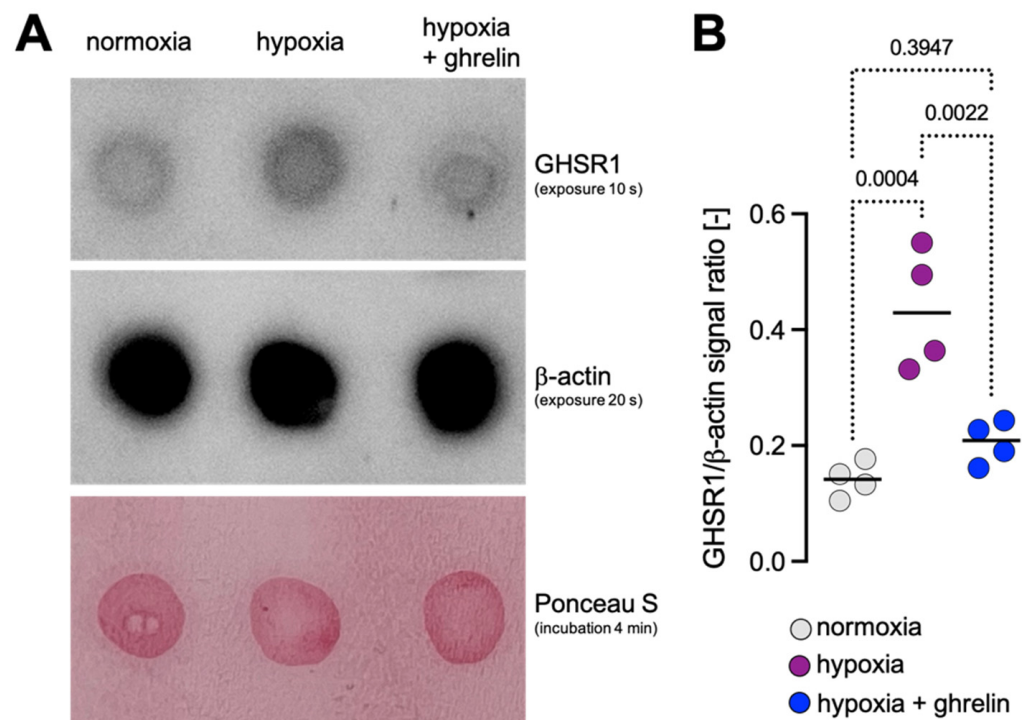 A
normoxia
hypoxia
hypoxia
+ ghrelin
GHSR1
(exposure 10 s)
β-actin
(exposure 20 s)
Ponceau S
(incubation 4 min)
B
0.3947
0.0022
0.0004
GHSR1/β-actin signal ratio [-]
0.6
0.4
0.2
0.0
normoxia
hypoxia
hypoxia + ghrelin